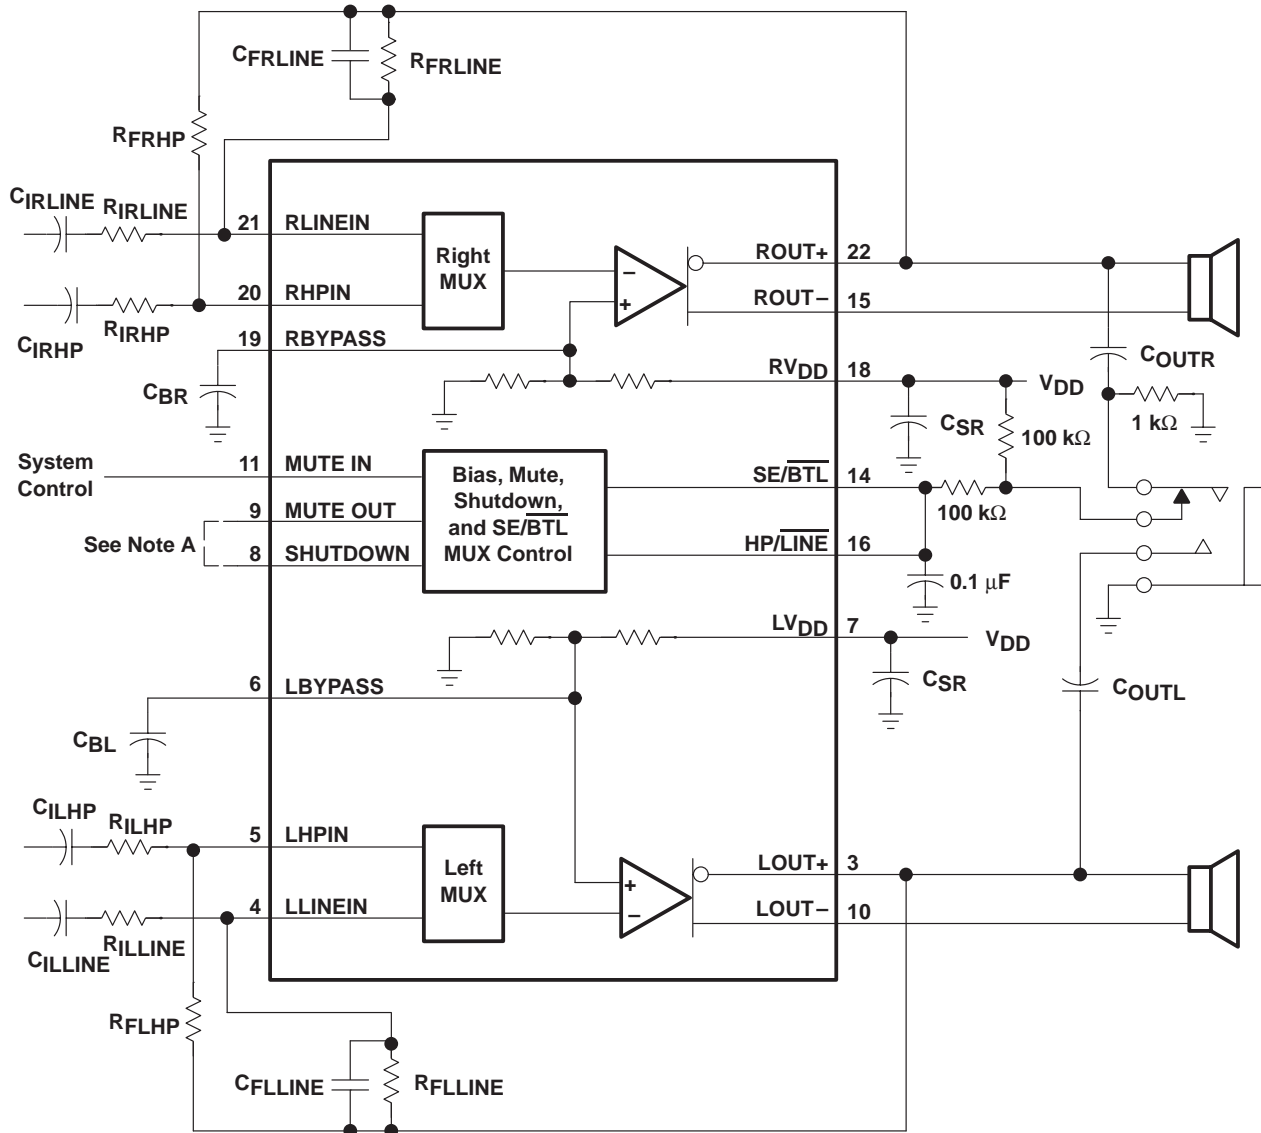 CFRLINE
RFRLINE
RFRHP
CIRLINE
RIRLINE
21 RLINEIN
Right
MUX
−
+
ROUT+ 22
ROUT− 15
CIRHP
RIRHP
20 RHPIN
19 RBYPASS
CBR
COUTR
RVDD 18
VDD
CSR
100 kΩ
1 kΩ
System
Control
11 MUTE IN
9 MUTE OUT
See Note A
8 SHUTDOWN
Bias, Mute,
Shutdown,
and SE/BTL
MUX Control
SE/BTL 14
100 kΩ
HP/LINE 16
0.1 μF
LVDD 7
VDD
CSR
COUTL
6 LBYPASS
CBL
CILHP
RILHP
5 LHPIN
Left
MUX
+
−
LOUT+ 3
LOUT− 10
4 LLINEIN
CILLINE
RILLINE
RFLHP
CFLLINE
RFLLINE